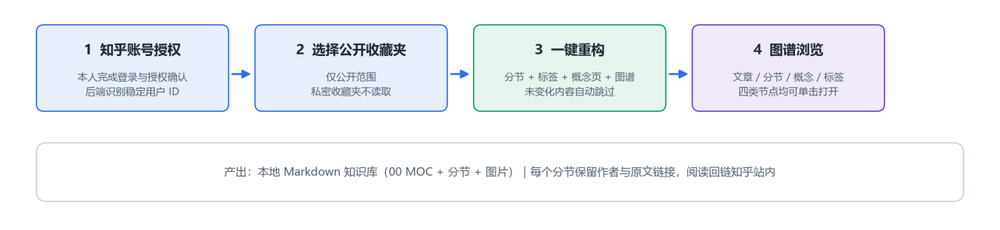 1 知乎账号授权
本人完成登录与授权确认
后端识别稳定用户 ID
2 选择公开收藏夹
仅公开范围
私密收藏夹不读取
3 一键重构
分节 + 标签 + 概念页 + 图谱
未变化内容自动跳过
4 图谱浏览
文章 / 分节 / 概念 / 标签
四类节点均可单击打开
产出：本地 Markdown 知识库（00 MOC + 分节 + 图片）｜每个分节保留作者与原文链接，阅读回链知乎站内